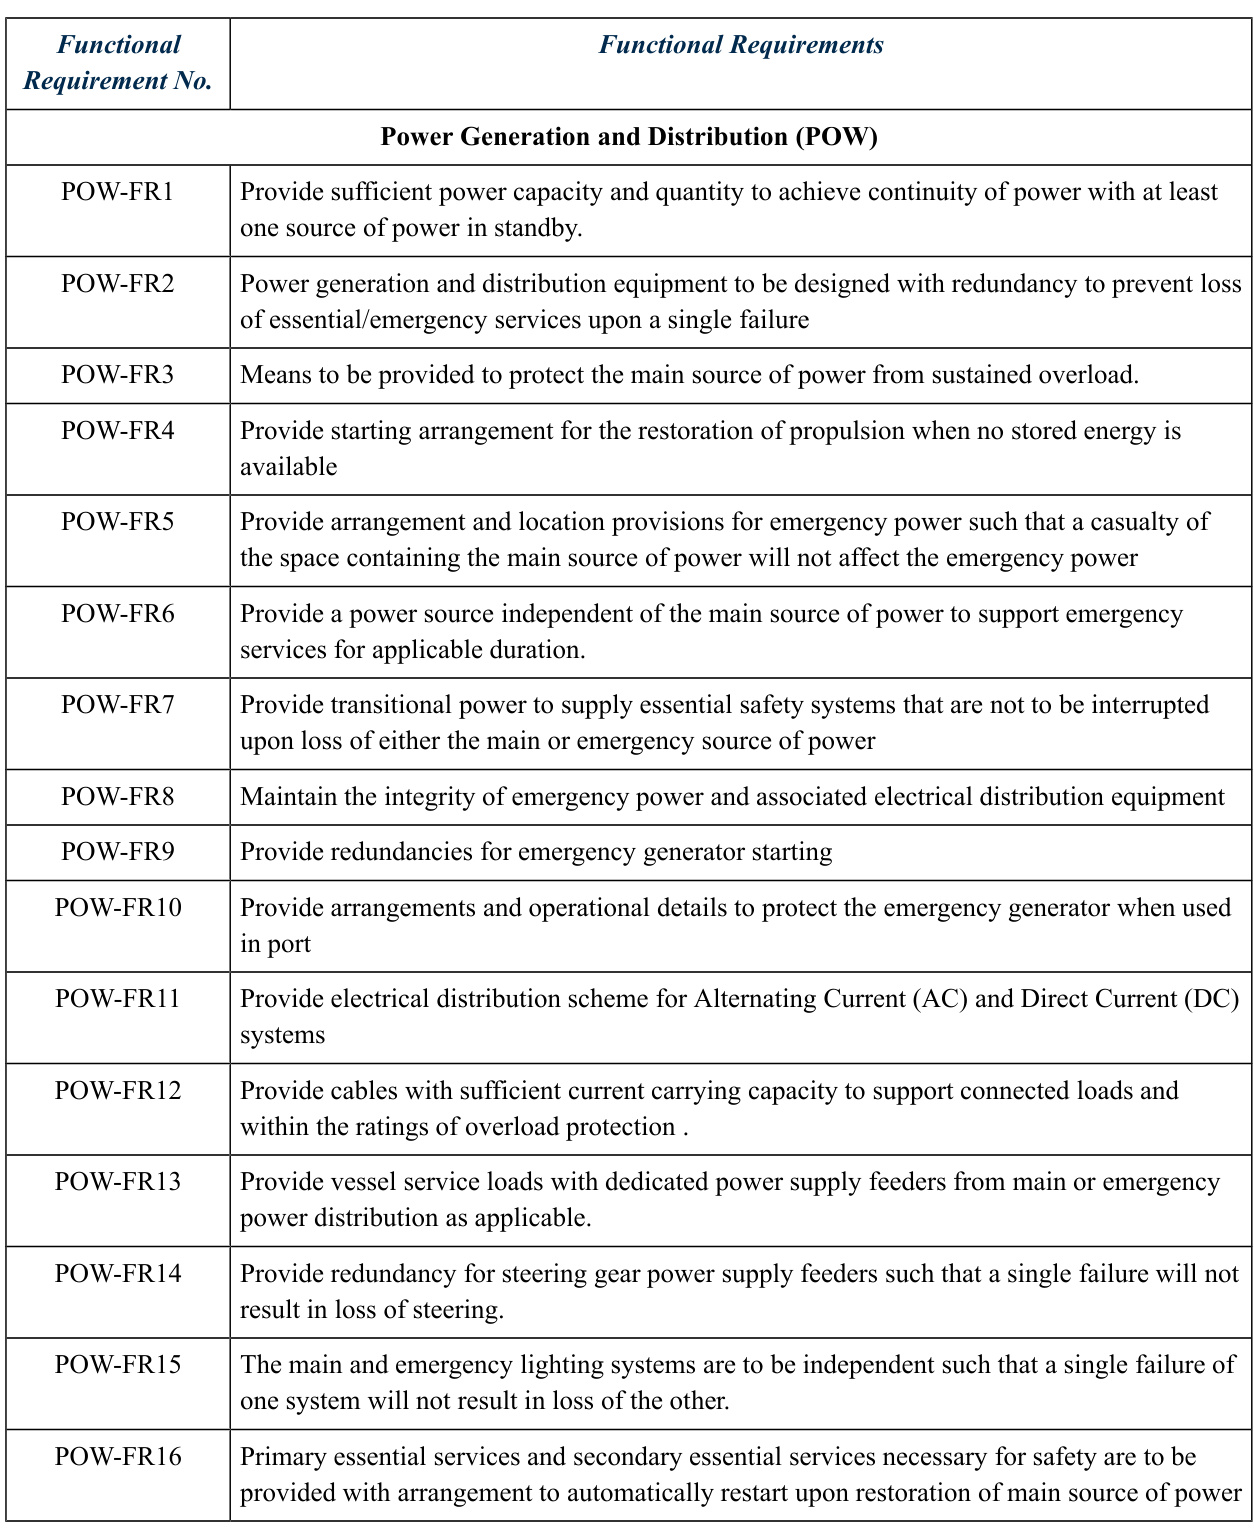 Functional
Requirement No.
Functional Requirements
Power Generation and Distribution (POW)
POW-FR1
Provide sufficient power capacity and quantity to achieve continuity of power with at least
one source of power in standby.
POW-FR2
Power generation and distribution equipment to be designed with redundancy to prevent loss
of essential/emergency services upon a single failure
POW-FR3
Means to be provided to protect the main source of power from sustained overload.
POW-FR4
Provide starting arrangement for the restoration of propulsion when no stored energy is
available
POW-FR5
Provide arrangement and location provisions for emergency power such that a casualty of
the space containing the main source of power will not affect the emergency power
POW-FR6
Provide a power source independent of the main source of power to support emergency
services for applicable duration.
POW-FR7
Provide transitional power to supply essential safety systems that are not to be interrupted
upon loss of either the main or emergency source of power
POW-FR8
Maintain the integrity of emergency power and associated electrical distribution equipment
POW-FR9
Provide redundancies for emergency generator starting
POW-FR10
Provide arrangements and operational details to protect the emergency generator when used
in port
POW-FR11
Provide electrical distribution scheme for Alternating Current (AC) and Direct Current (DC)
systems
POW-FR12
Provide cables with sufficient current carrying capacity to support connected loads and
within the ratings of overload protection .
POW-FR13
Provide vessel service loads with dedicated power supply feeders from main or emergency
power distribution as applicable.
POW-FR14
Provide redundancy for steering gear power supply feeders such that a single failure will not
result in loss of steering.
POW-FR15
The main and emergency lighting systems are to be independent such that a single failure of
one system will not result in loss of the other.
POW-FR16
Primary essential services and secondary essential services necessary for safety are to be
provided with arrangement to automatically restart upon restoration of main source of power